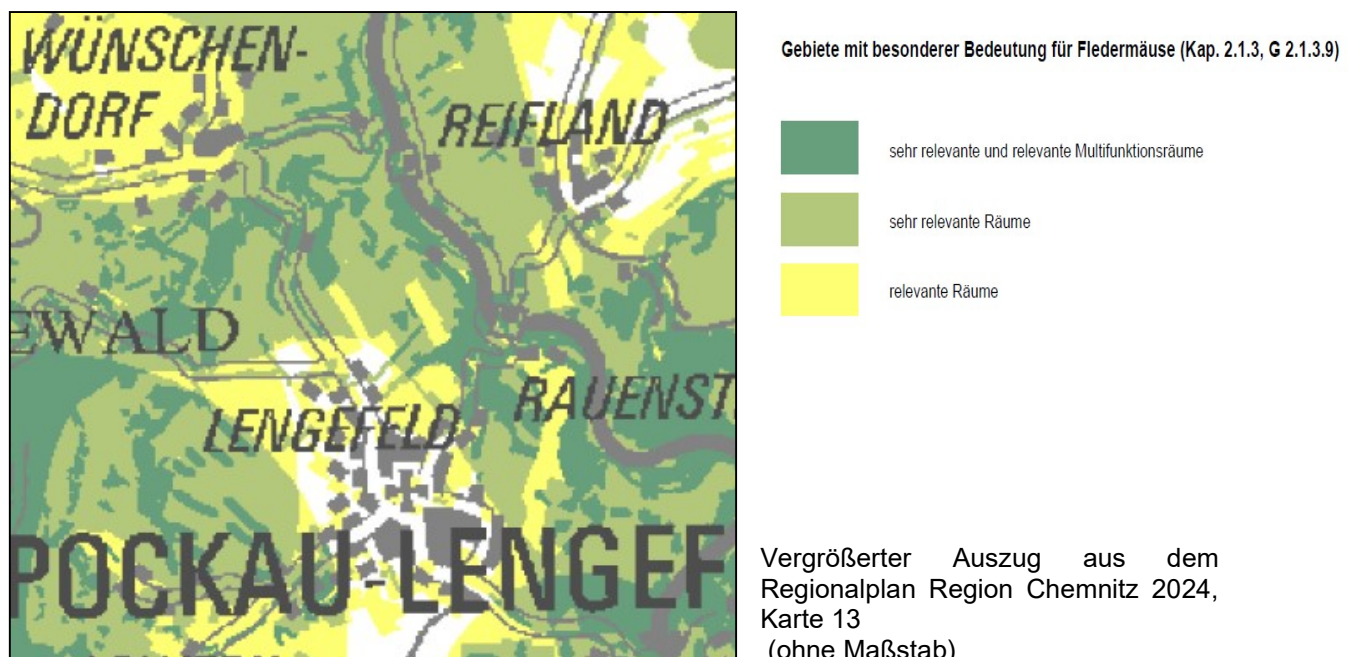 WÜNSCHEN-
DORF
REIFLAND
EWALD
RAUENST
LENGEFELD
POCKAU-LENGEF
Gebiete mit besonderer Bedeutung für Fledermäuse (Kap. 2.1.3, G 2.1.3.9)
sehr relevante und relevante Multifunktionsräume
sehr relevante Räume
relevante Räume
Vergrößerter Auszug aus dem
Regionalplan Region Chemnitz 2024,
Karte 13
(ohne Maßstab)